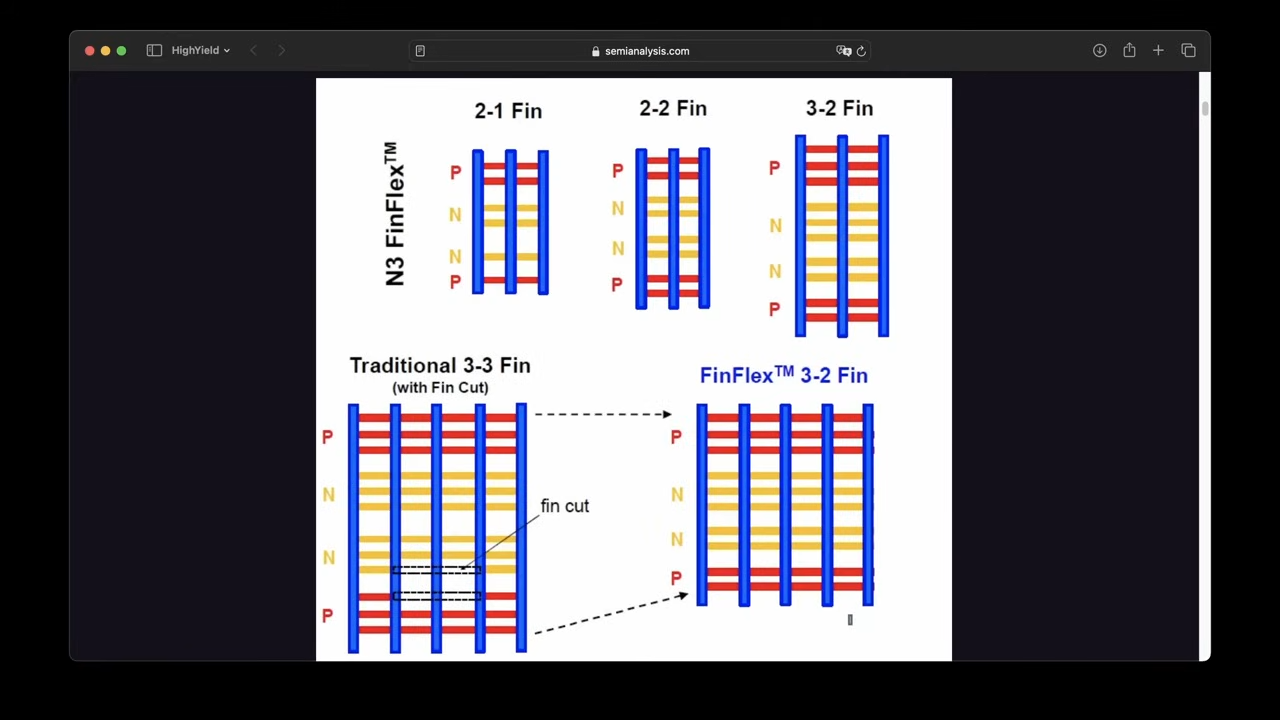 HighYield
semianalysis.com
2-1 Fin
2-2 Fin
3-2 Fin
N3 FinFlex™
P
N
N
P
P
N
N
P
P
N
N
P
Traditional 3-3 Fin
(with Fin Cut)
FinFlex™ 3-2 Fin
P
N
N
P
fin cut
P
N
N
P